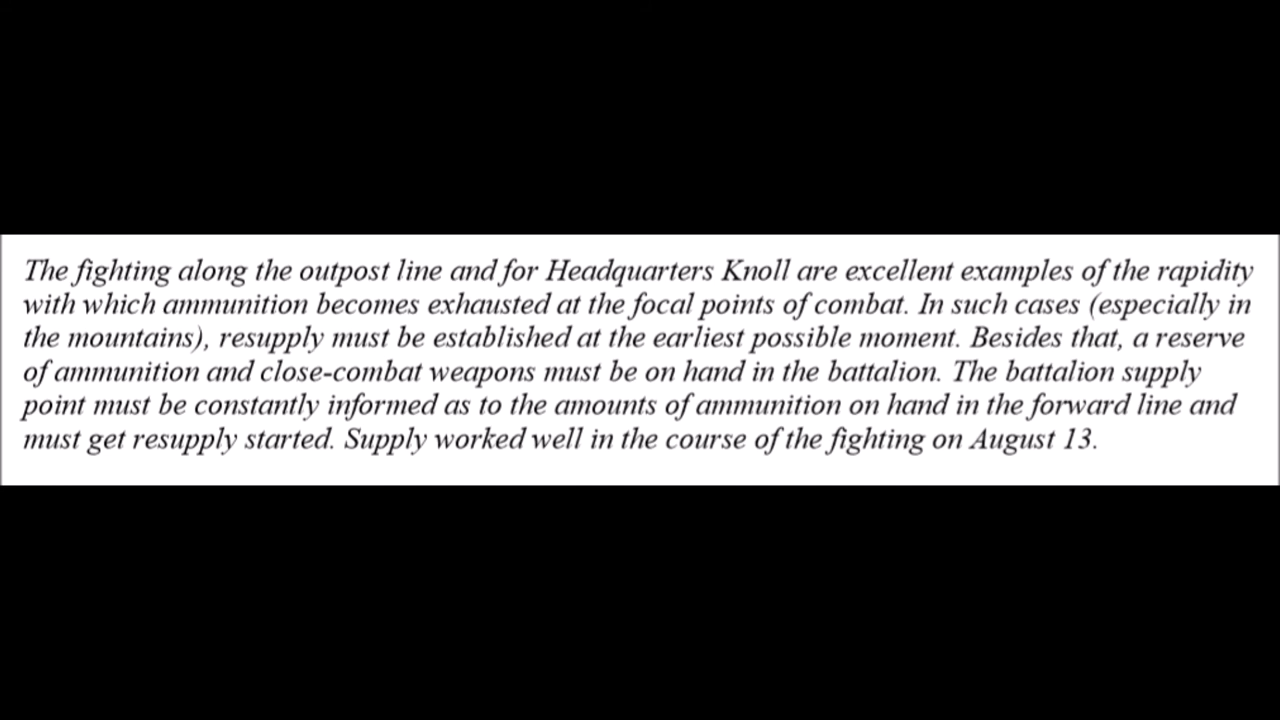 The fighting along the outpost line and for Headquarters Knoll are excellent examples of the rapidity
with which ammunition becomes exhausted at the focal points of combat. In such cases (especially in
the mountains), resupply must be established at the earliest possible moment. Besides that, a reserve
of ammunition and close-combat weapons must be on hand in the battalion. The battalion supply
point must be constantly informed as to the amounts of ammunition on hand in the forward line and
must get resupply started. Supply worked well in the course of the fighting on August 13.